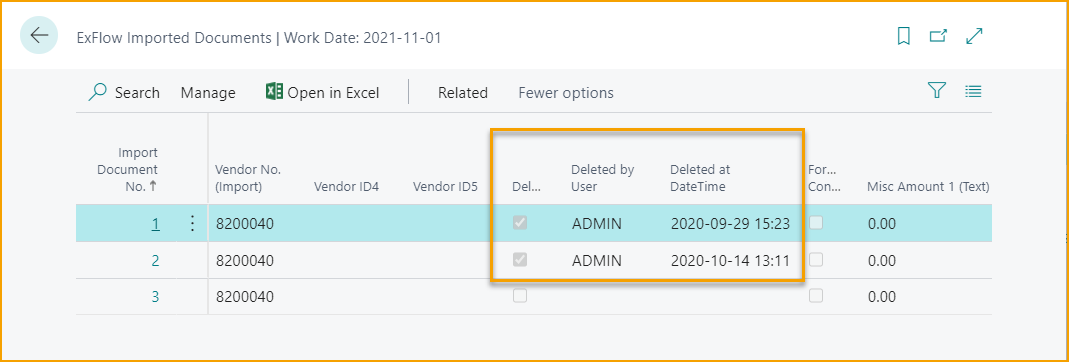 ExFlow Imported Documents | Work Date: 2021-11-01
Search Manage Open in Excel Related Fewer options
Import Document No. ↑ Vendor No. (Import) Vendor ID4 Vendor ID5 Del... Deleted by User Deleted at DateTime For... Con... Misc Amount 1 (Text)
1 8200040 ADMIN 2020-09-29 15:23 0.00
2 8200040 ADMIN 2020-10-14 13:11 0.00
3 8200040 0.00